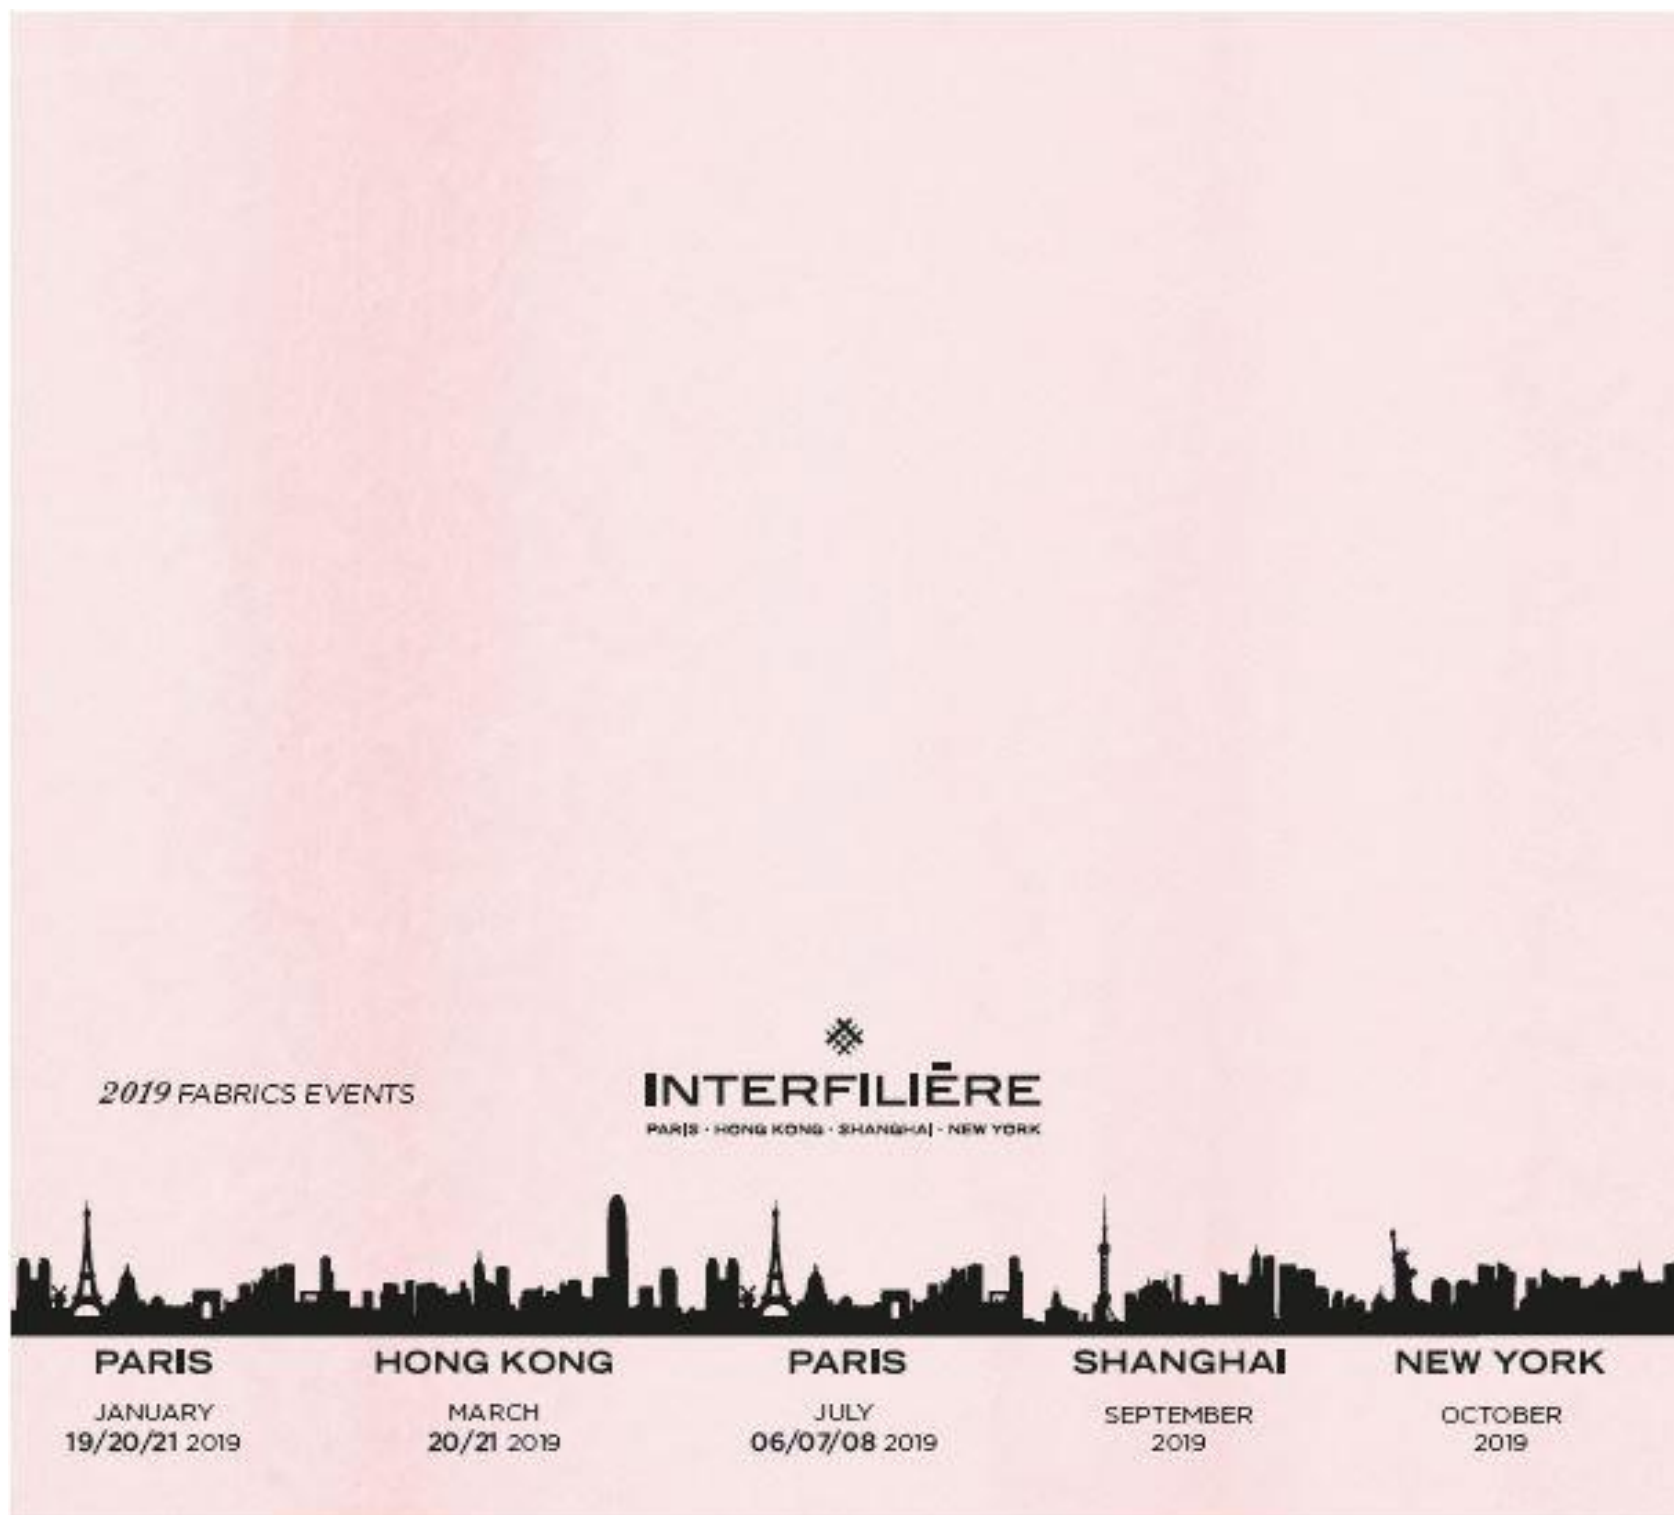 2019 FABRICS EVENTS
INTERFILIÈRE
PARIS · HONG KONG · SHANGHAI · NEW YORK
PARIS
JANUARY
19/20/21 2019
HONG KONG
MARCH
20/21 2019
PARIS
JULY
06/07/08 2019
SHANGHAI
SEPTEMBER
2019
NEW YORK
OCTOBER
2019